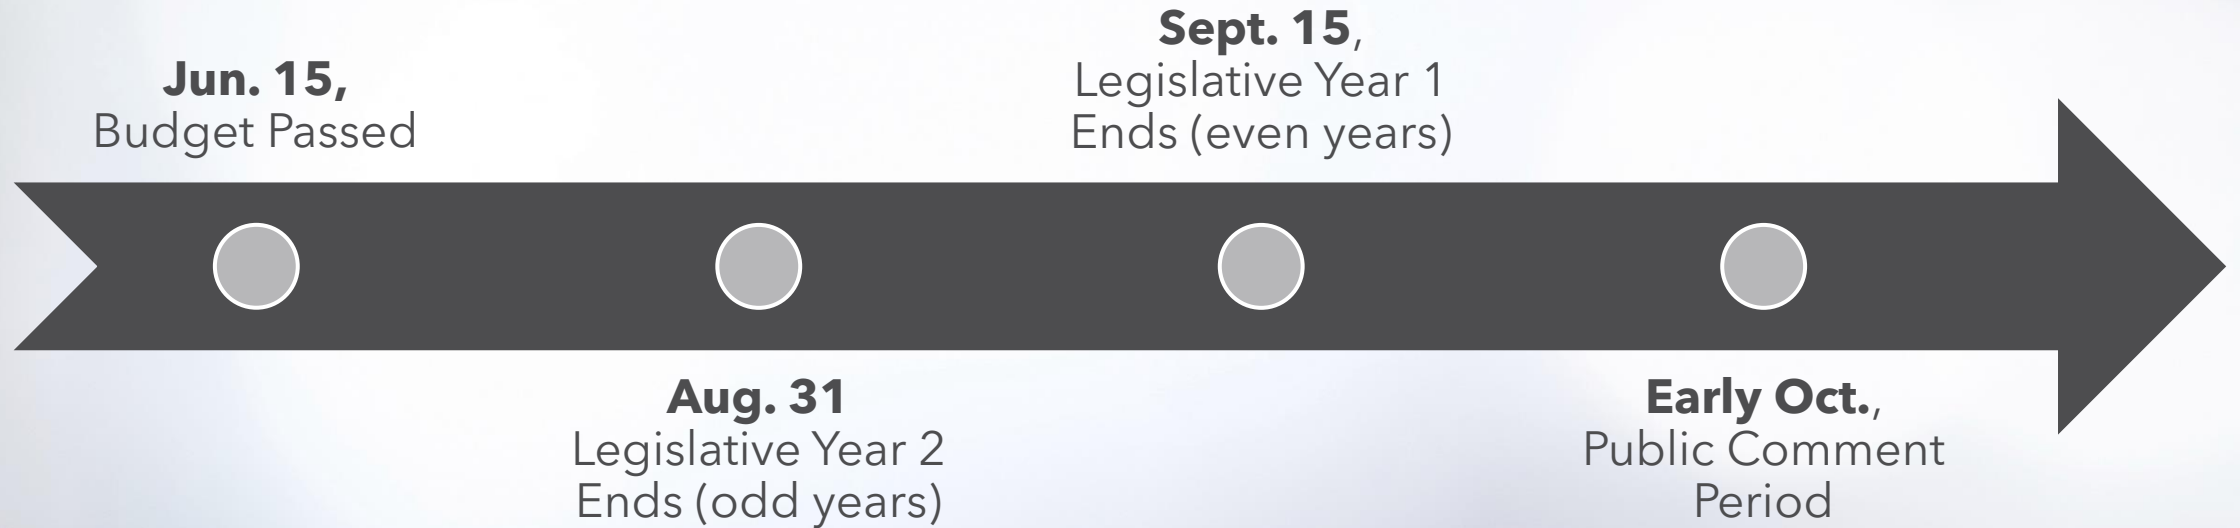 Jun. 15,
Budget Passed
Aug. 31
Legislative Year 2
Ends (odd years)
Sept. 15,
Legislative Year 1
Ends (even years)
Early Oct.,
Public Comment
Period